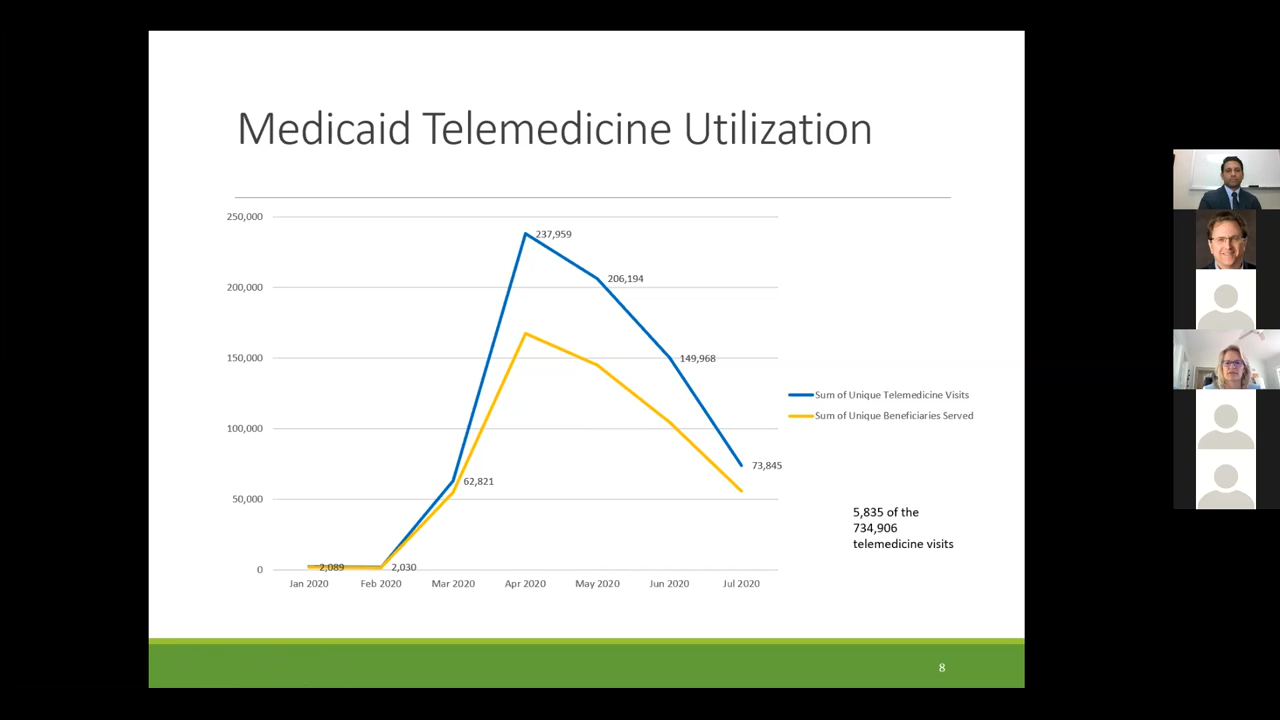 Medicaid Telemedicine Utilization
250,000
200,000
150,000
100,000
50,000
0
237,959
206,194
149,968
62,821
73,845
2,089
2,030
Jan 2020
Feb 2020
Mar 2020
Apr 2020
May 2020
Jun 2020
Jul 2020
Sum of Unique Telemedicine Visits
Sum of Unique Beneficiaries Served
5,835 of the
734,906
telemedicine visits
8